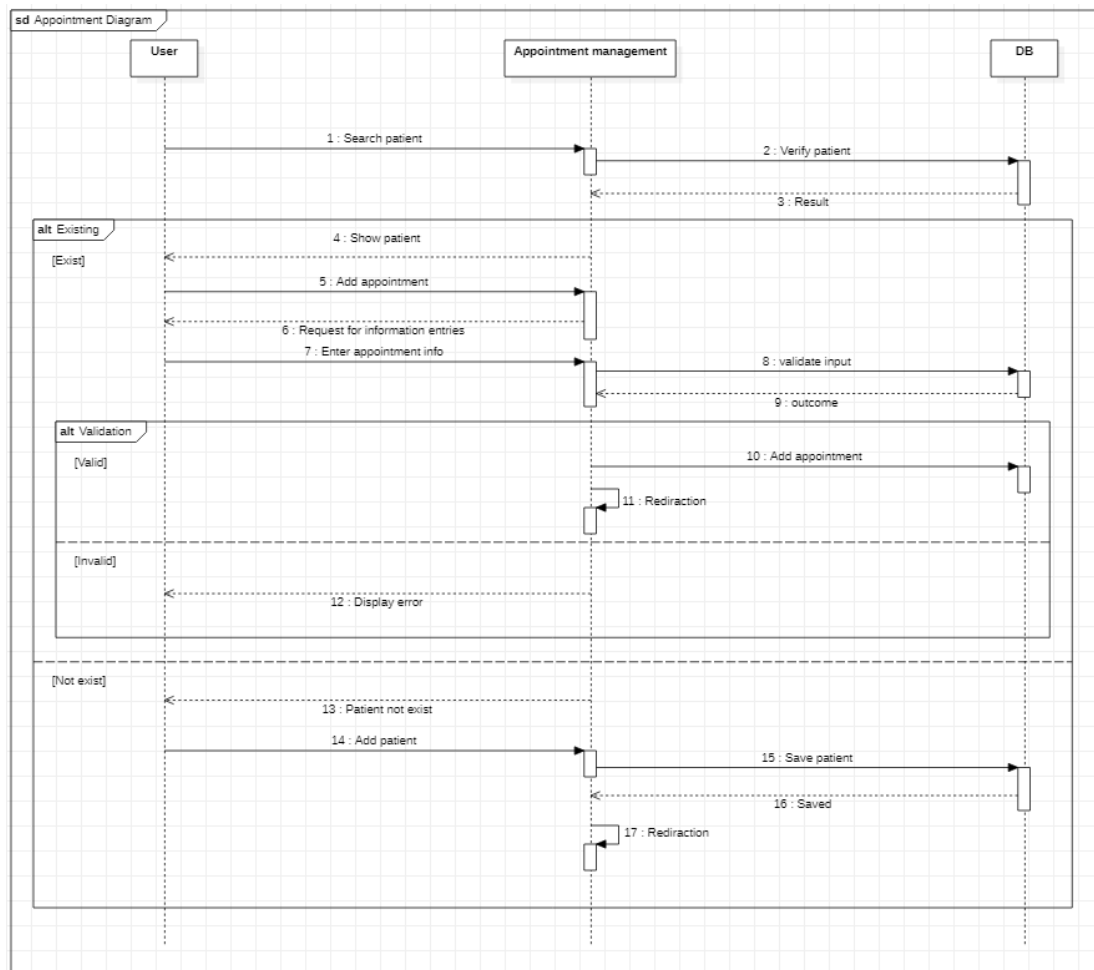 sd Appointment Diagram
User
Appointment management
DB
1 : Search patient
2 : Verify patient
3 : Result
alt Existing
4 : Show patient
[Exist]
5 : Add appointment
6 : Request for information entries
7 : Enter appointment info
8 : validate input
9 : outcome
alt Validation
10 : Add appointment
[Valid]
11 : Rediraction
[Invalid]
12 : Display error
[Not exist]
13 : Patient not exist
14 : Add patient
15 : Save patient
16 : Saved
17 : Rediraction